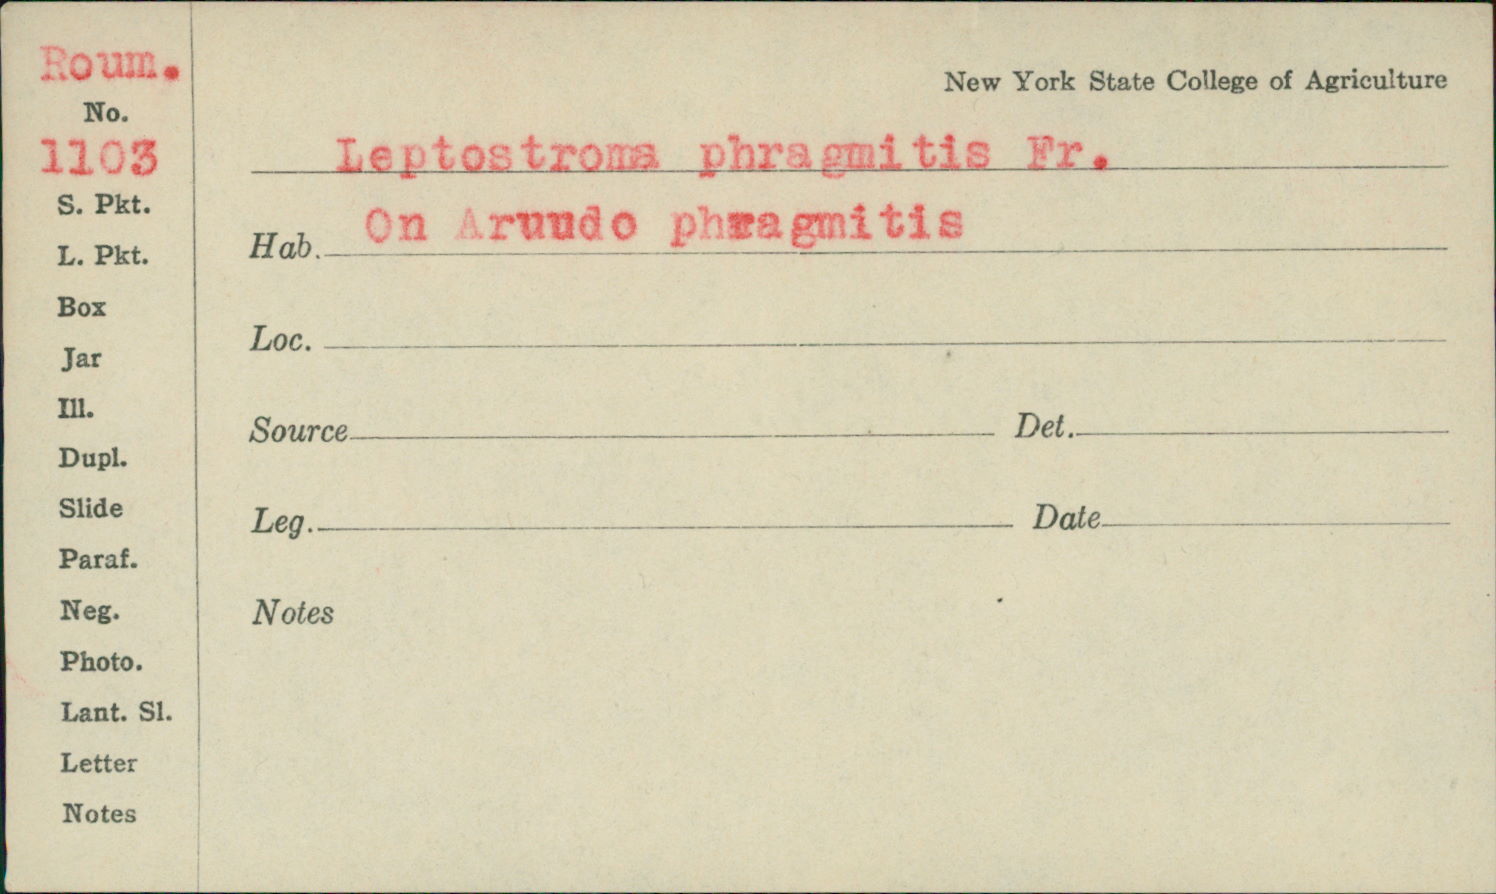 Roum.
No.
1103
S. Pkt.
L. Pkt.
Box
Jar
Ill.
Dupl.
Slide
Paraf.
Neg.
Photo.
Lant. Sl.
Letter
Notes
New York State College of Agriculture
Leptostroma phragmitis Fr.
Hab. On Aruudo phragmitis
Loc.
Source Det.
Leg. Date
Notes